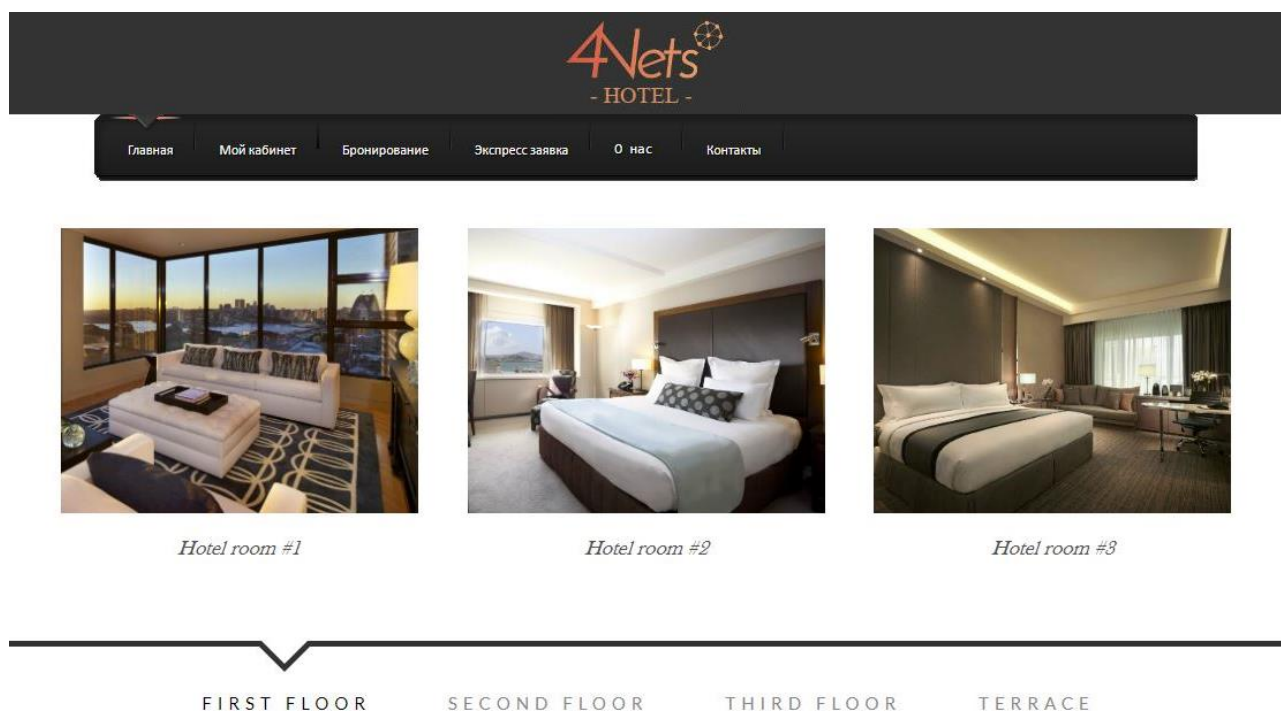 4Nets
- HOTEL -
Главная Мой кабинет Бронирование Экспресс заявка О нас Контакты
Hotel room #1 Hotel room #2 Hotel room #3
FIRST FLOOR SECOND FLOOR THIRD FLOOR TERRACE